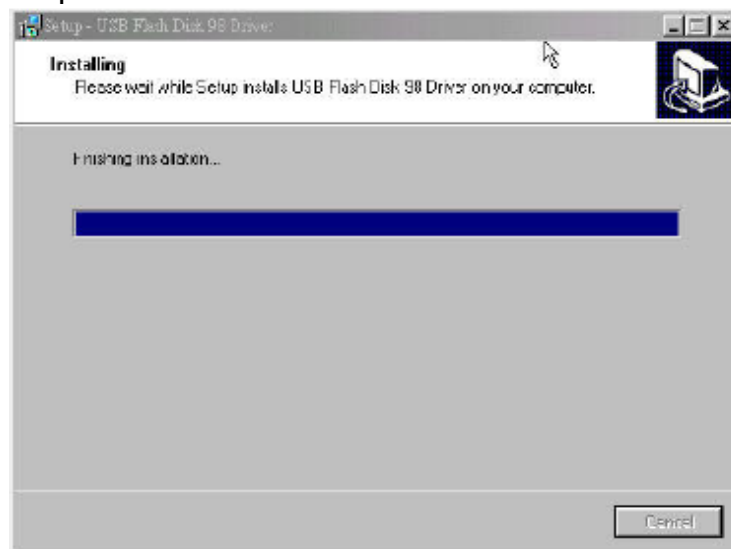 Setup - USB Flash Disk 98 Driver
Installing
Please wait while Setup installs USB Flash Disk 98 Driver on your computer.
Finishing installation...
Cancel